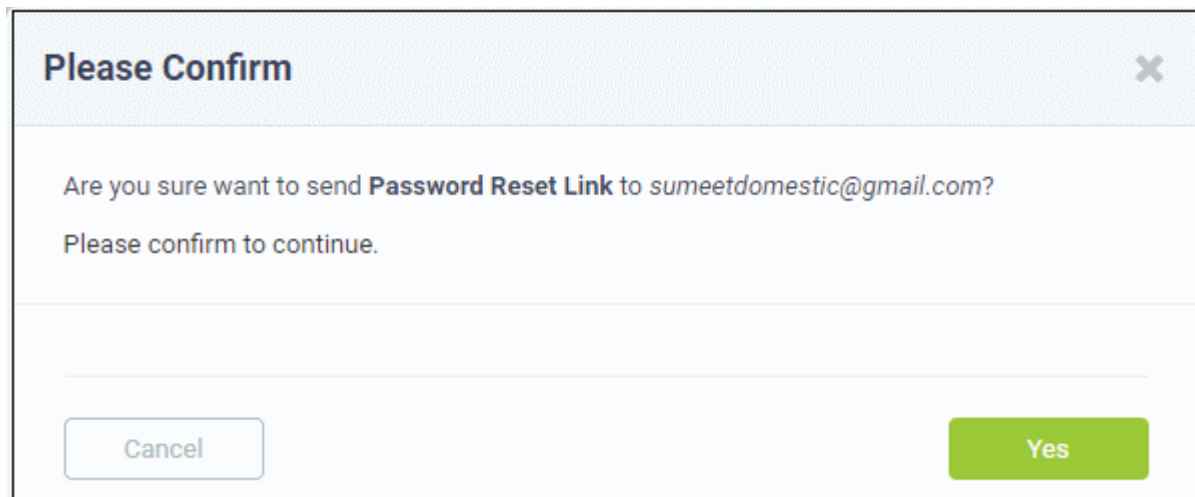 Please Confirm
Are you sure want to send Password Reset Link to sumeetdomestic@gmail.com?
Please confirm to continue.
Cancel
Yes